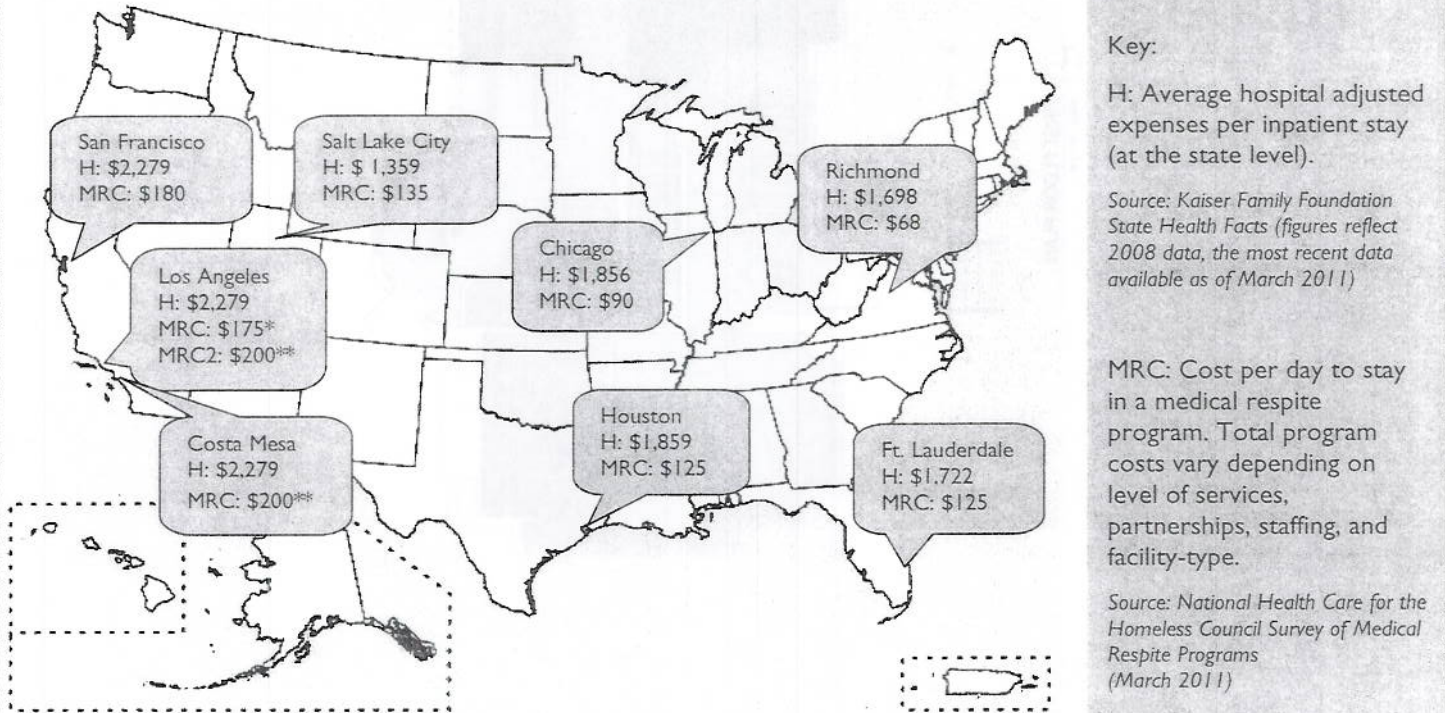 San Francisco
H: $2,279
MRC: $180
Salt Lake City
H: $ 1,359
MRC: $135
Richmond
H: $1,698
MRC: $68
Chicago
H: $1,856
MRC: $90
Los Angeles
H: $2,279
MRC: $175*
MRC2: $200**
Costa Mesa
H: $2,279
MRC: $200**
Houston
H: $1,859
MRC: $125
Ft. Lauderdale
H: $1,722
MRC: $125
Key:
H: Average hospital adjusted
expenses per inpatient stay
(at the state level).
Source: Kaiser Family Foundation
State Health Facts (figures reflect
2008 data, the most recent data
available as of March 2011)
MRC: Cost per day to stay
in a medical respite
program. Total program
costs vary depending on
level of services,
partnerships, staffing, and
facility-type.
Source: National Health Care for the
Homeless Council Survey of Medical
Respite Programs
(March 2011)